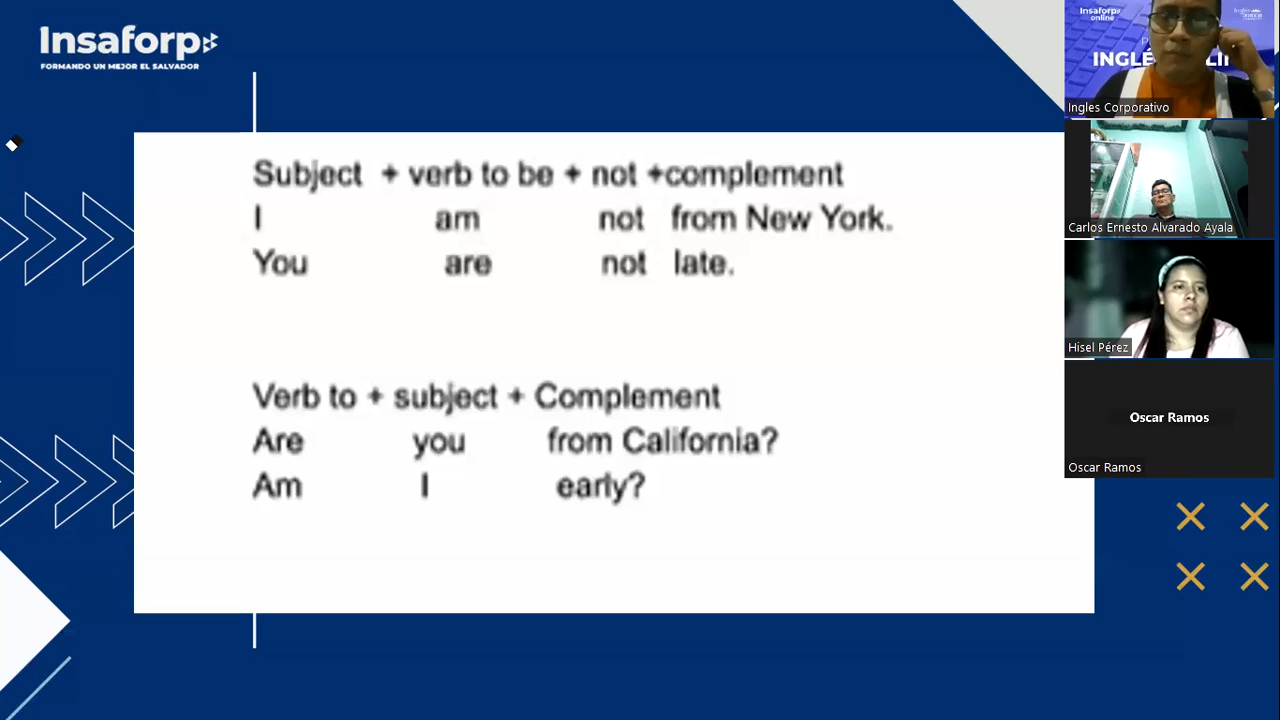 Insaforp
FORMANDO UN MEJOR EL SALVADOR
Subject + verb to be + not +complement
I am not from New York.
You are not late.
Verb to + subject + Complement
Are you from California?
Am I early?
Insaforp
online
Ingles Corporativo
Carlos Ernesto Alvarado Ayala
Hisel Pérez
Oscar Ramos
Oscar Ramos